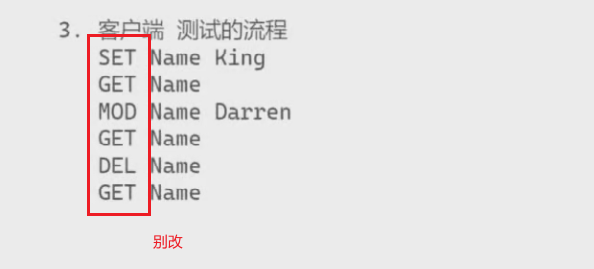 3. 客户端 测试的流程
SET Name King
GET Name
MOD Name Darren
GET Name
DEL Name
GET Name
别改